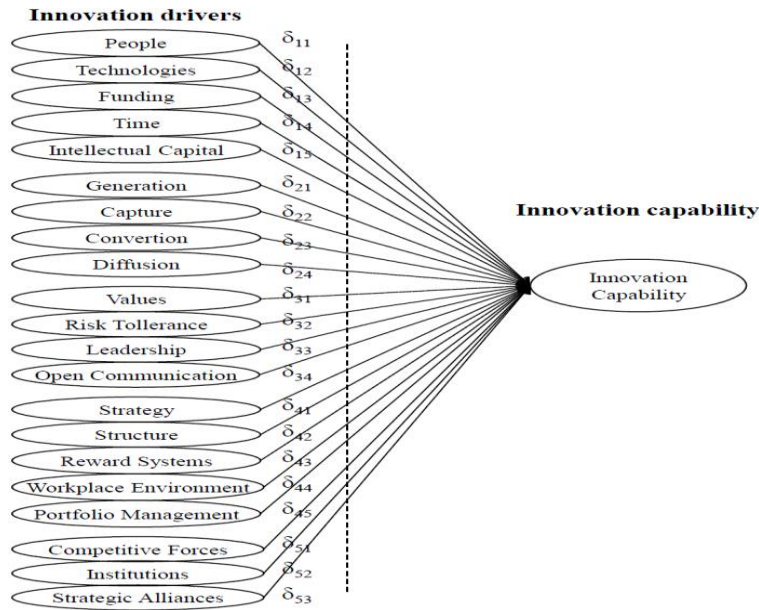 Innovation drivers
People δ11
Technologies δ12
Funding δ13
Time δ14
Intellectual Capital δ15
Generation δ21
Capture δ22
Convertion δ23
Diffusion δ24
Values δ31
Risk Tollerance δ32
Leadership δ33
Open Communication δ34
Strategy δ41
Structure δ42
Reward Systems δ43
Workplace Environment δ44
Portfolio Management δ45
Competitive Forces δ51
Institutions δ52
Strategic Alliances δ53
Innovation capability
Innovation
Capability